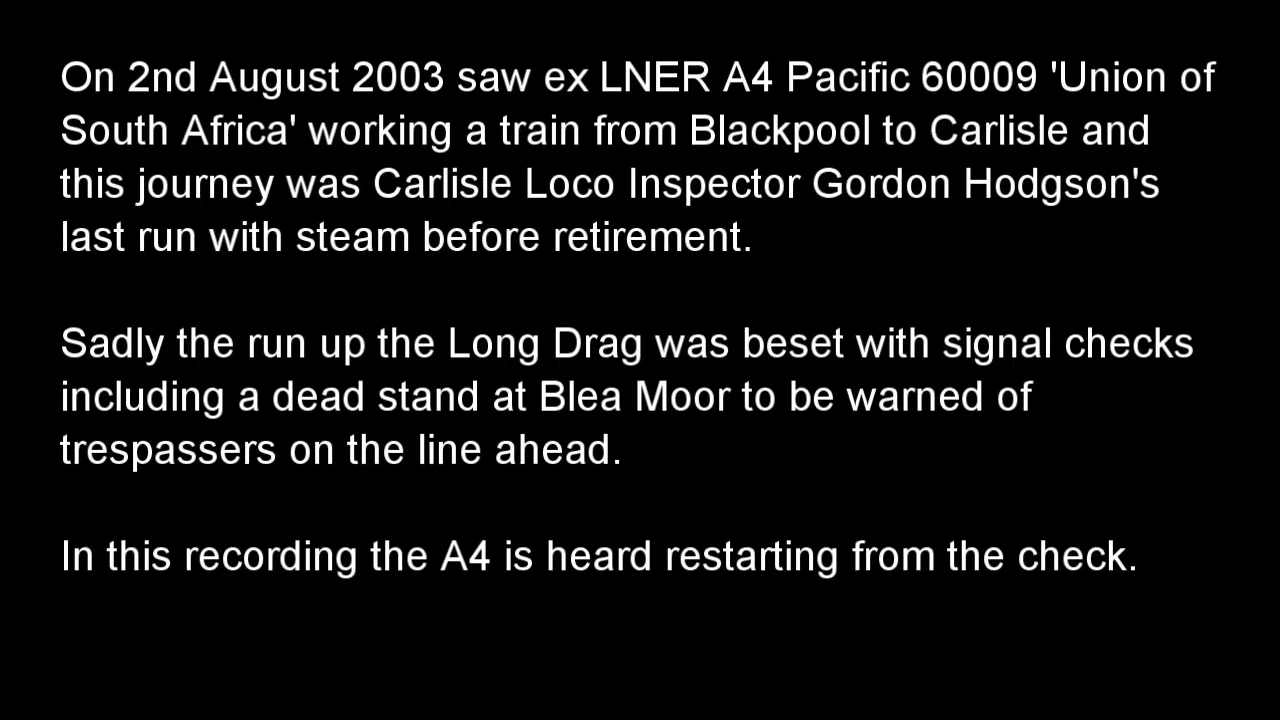 On 2nd August 2003 saw ex LNER A4 Pacific 60009 'Union of
South Africa' working a train from Blackpool to Carlisle and
this journey was Carlisle Loco Inspector Gordon Hodgson's
last run with steam before retirement.
Sadly the run up the Long Drag was beset with signal checks
including a dead stand at Blea Moor to be warned of
trespassers on the line ahead.
In this recording the A4 is heard restarting from the check.